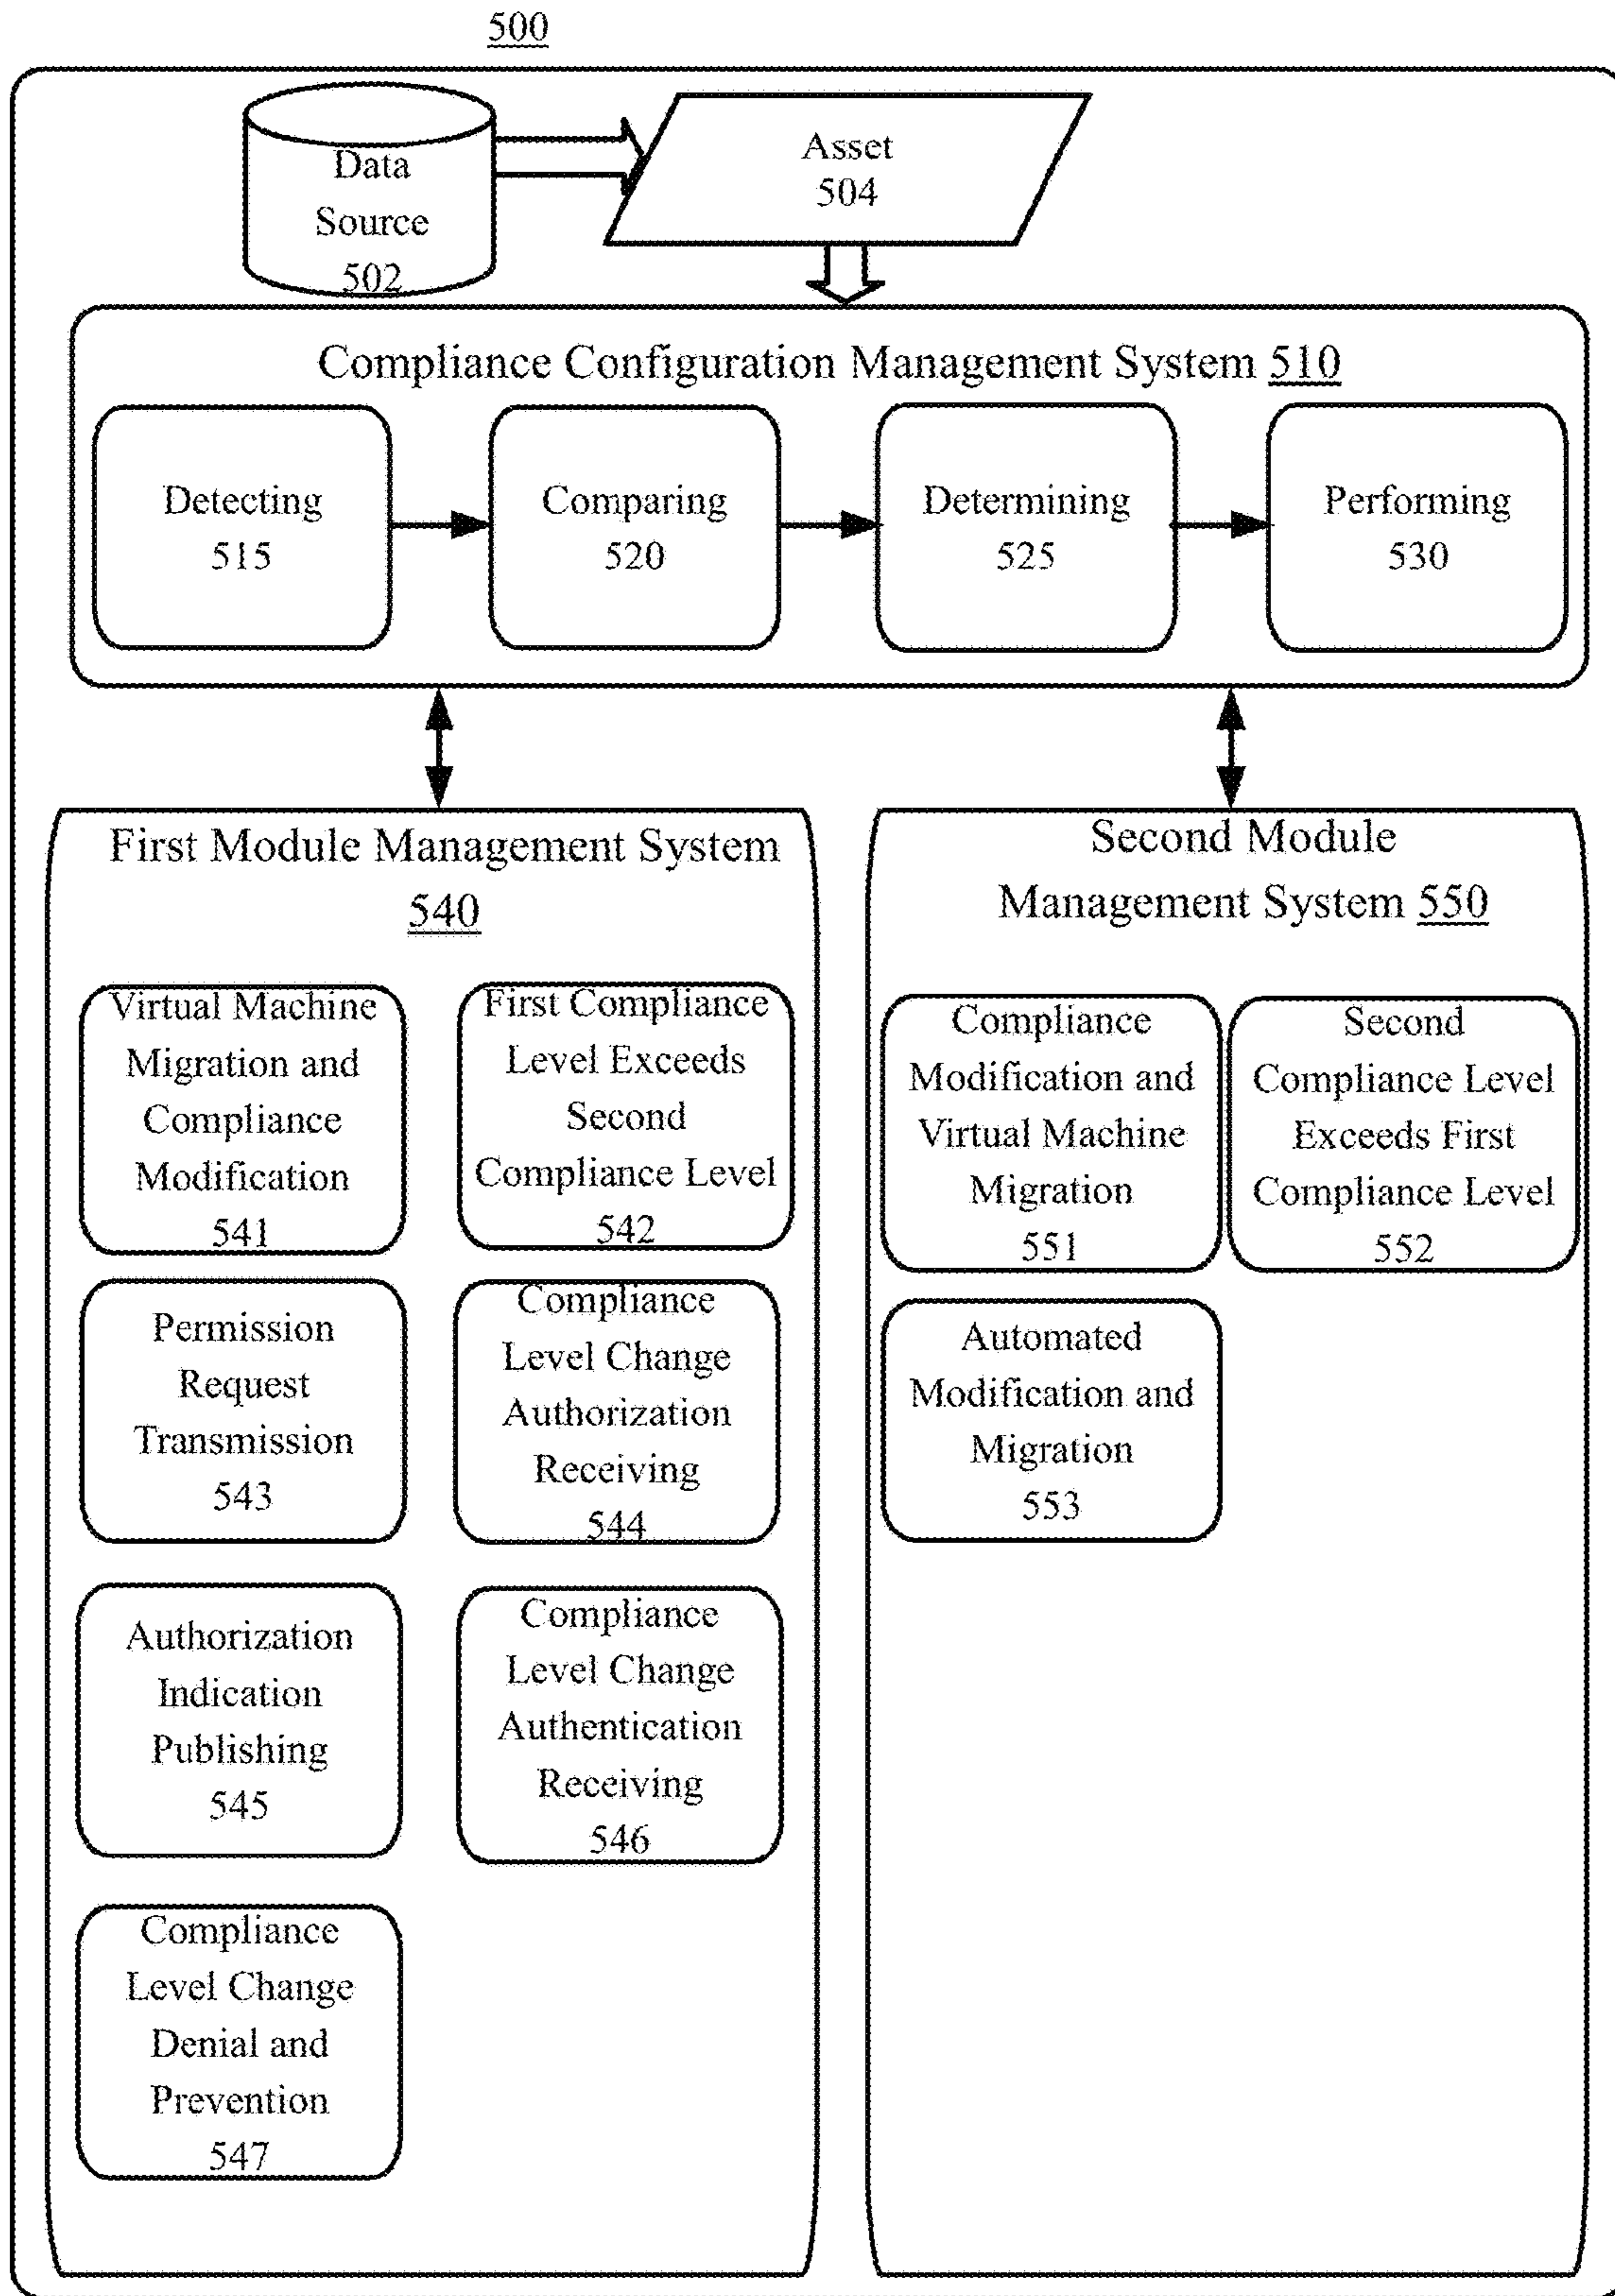 500
Data
Source
502
Asset
504
Compliance Configuration Management System 510
Detecting
515
Comparing
520
Determining
525
Performing
530
First Module Management System
540
Virtual Machine
Migration and
Compliance
Modification
541
First Compliance
Level Exceeds
Second
Compliance Level
542
Permission
Request
Transmission
543
Compliance
Level Change
Authorization
Receiving
544
Authorization
Indication
Publishing
545
Compliance
Level Change
Authentication
Receiving
546
Compliance
Level Change
Denial and
Prevention
547
Second Module
Management System 550
Compliance
Modification and
Virtual Machine
Migration
551
Second
Compliance Level
Exceeds First
Compliance Level
552
Automated
Modification and
Migration
553